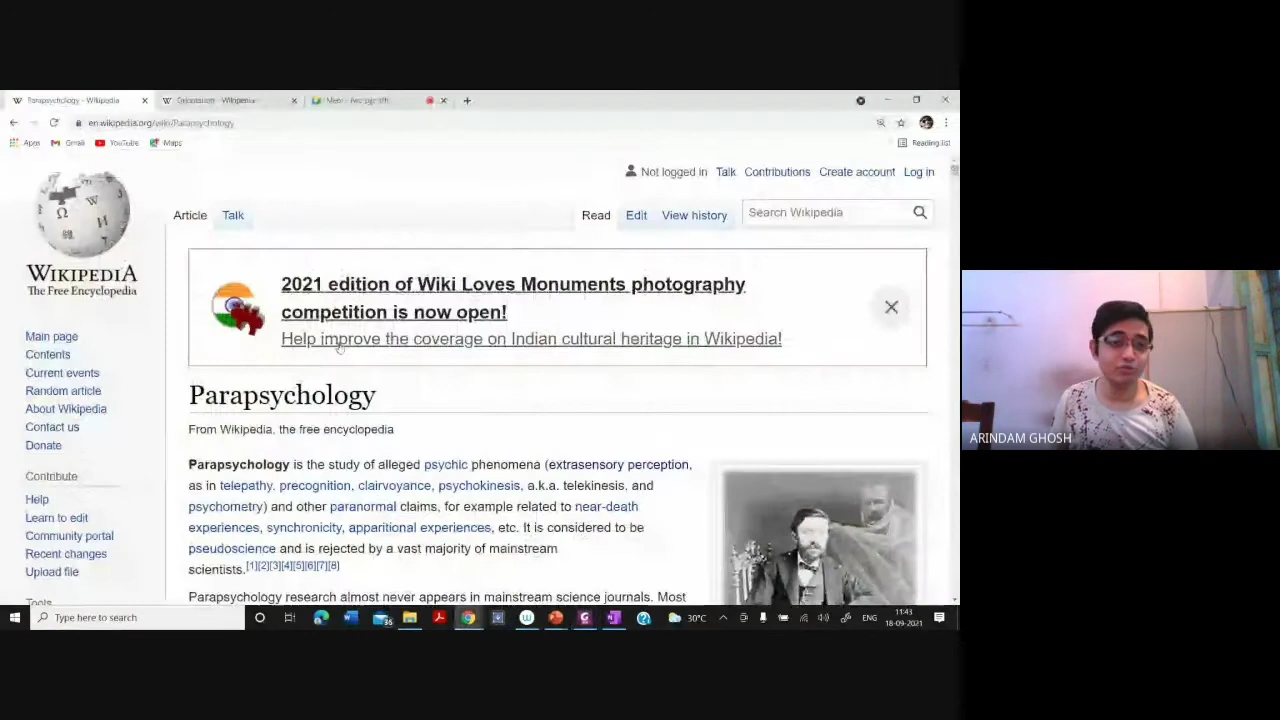 Parapsychology - Wikipedia
en.wikipedia.org/wiki/Parapsychology
Apps Gmail YouTube Maps Reading list
Not logged in Talk Contributions Create account Log in
Article Talk Read Edit View history Search Wikipedia
WIKIPEDIA
The Free Encyclopedia
2021 edition of Wiki Loves Monuments photography
competition is now open!
Help improve the coverage on Indian cultural heritage in Wikipedia!
Main page
Contents
Current events
Random article
About Wikipedia
Contact us
Donate
Contribute
Help
Learn to edit
Community portal
Recent changes
Upload file
Tools
Parapsychology
From Wikipedia, the free encyclopedia
Parapsychology is the study of alleged psychic phenomena (extrasensory perception,
as in telepathy, precognition, clairvoyance, psychokinesis, a.k.a. telekinesis, and
psychometry) and other paranormal claims, for example related to near-death
experiences, synchronicity, apparitional experiences, etc. It is considered to be
pseudoscience and is rejected by a vast majority of mainstream
scientists.[1][2][3][4][5][6][7][8]
Parapsychology research almost never appears in mainstream science journals. Most
ARINDAM GHOSH
Type here to search
36
30°C ENG
11:43
18-09-2021